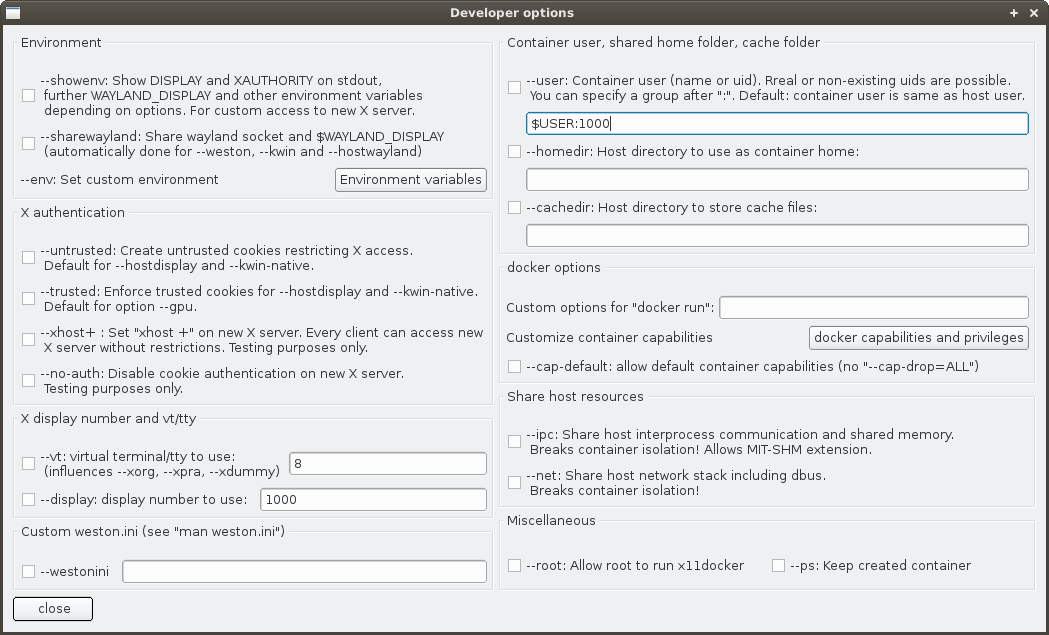 Developer options
Environment
--showenv: Show DISPLAY and XAUTHORITY on stdout,
further WAYLAND_DISPLAY and other environment variables
depending on options. For custom access to new X server.
--sharewayland: Share wayland socket and $WAYLAND_DISPLAY
(automatically done for --weston, --kwin and --hostwayland)
--env: Set custom environment
Environment variables
X authentication
--untrusted: Create untrusted cookies restricting X access.
Default for --hostdisplay and --kwin-native.
--trusted: Enforce trusted cookies for --hostdisplay and --kwin-native.
Default for option --gpu.
--xhost+ : Set "xhost +" on new X server. Every client can access new
X server without restrictions. Testing purposes only.
--no-auth: Disable cookie authentication on new X server.
Testing purposes only.
X display number and vt/tty
--vt: virtual terminal/tty to use:
(influences --xorg, --xpra, --xdummy)
8
--display: display number to use:
1000
Custom weston.ini (see "man weston.ini")
--westonini
close
Container user, shared home folder, cache folder
--user: Container user (name or uid). Rreal or non-existing uids are possible.
You can specify a group after ":". Default: container user is same as host user.
$USER:1000
--homedir: Host directory to use as container home:
--cachedir: Host directory to store cache files:
docker options
Custom options for "docker run":
Customize container capabilities
docker capabilities and privileges
--cap-default: allow default container capabilities (no "--cap-drop=ALL")
Share host resources
--ipc: Share host interprocess communication and shared memory.
Breaks container isolation! Allows MIT-SHM extension.
--net: Share host network stack including dbus.
Breaks container isolation!
Miscellaneous
--root: Allow root to run x11docker
--ps: Keep created container